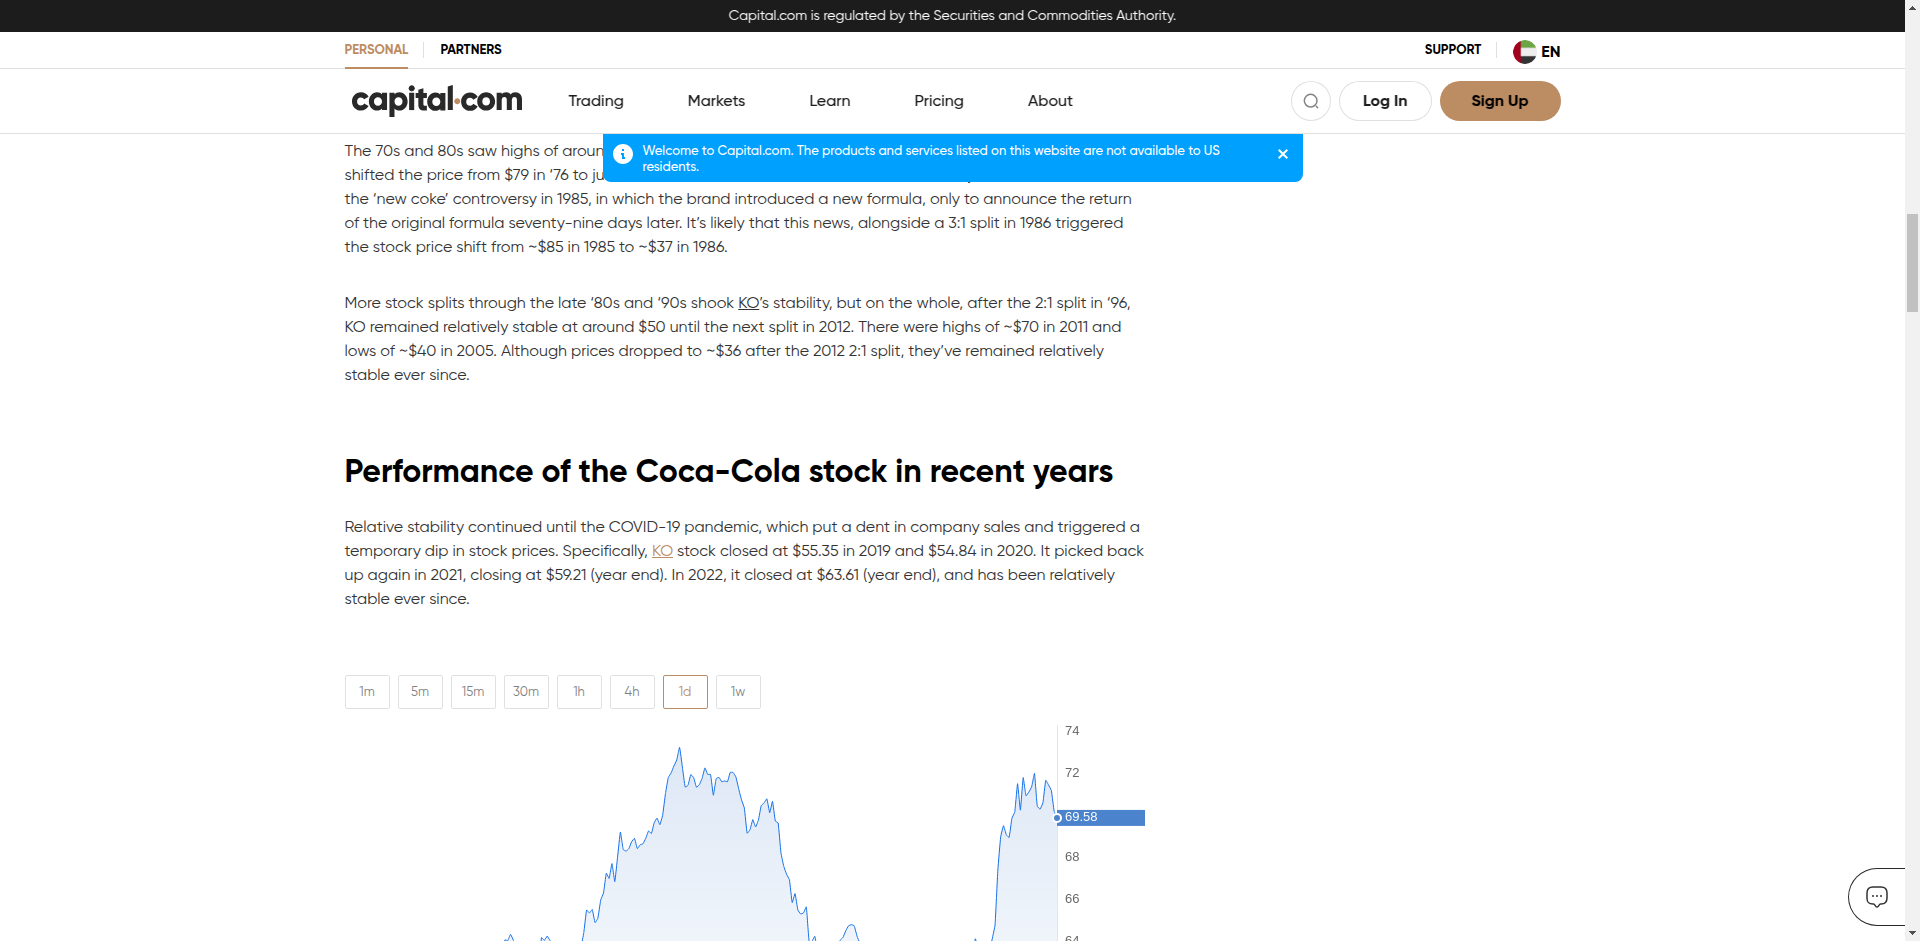 Capital.com is regulated by the Securities and Commodities Authority.
PERSONAL PARTNERS SUPPORT EN
capital.com Trading Markets Learn Pricing About Log In Sign Up
Welcome to Capital.com. The products and services listed on this website are not available to US
residents.
The 70s and 80s saw highs of
shifted the price from $79 in ‘76 to
the ‘new coke’ controversy in 1985, in which the brand introduced a new formula, only to announce the return
of the original formula seventy-nine days later. It’s likely that this news, alongside a 3:1 split in 1986 triggered
the stock price shift from ~$85 in 1985 to ~$37 in 1986.
More stock splits through the late ‘80s and ‘90s shook KO’s stability, but on the whole, after the 2:1 split in ‘96,
KO remained relatively stable at around $50 until the next split in 2012. There were highs of ~$70 in 2011 and
lows of ~$40 in 2005. Although prices dropped to ~$36 after the 2012 2:1 split, they’ve remained relatively
stable ever since.
Performance of the Coca-Cola stock in recent years
Relative stability continued until the COVID-19 pandemic, which put a dent in company sales and triggered a
temporary dip in stock prices. Specifically, KO stock closed at $55.35 in 2019 and $54.84 in 2020. It picked back
up again in 2021, closing at $59.21 (year end). In 2022, it closed at $63.61 (year end), and has been relatively
stable ever since.
1m 5m 15m 30m 1h 4h 1d 1w
74
72
69.58
68
66
64